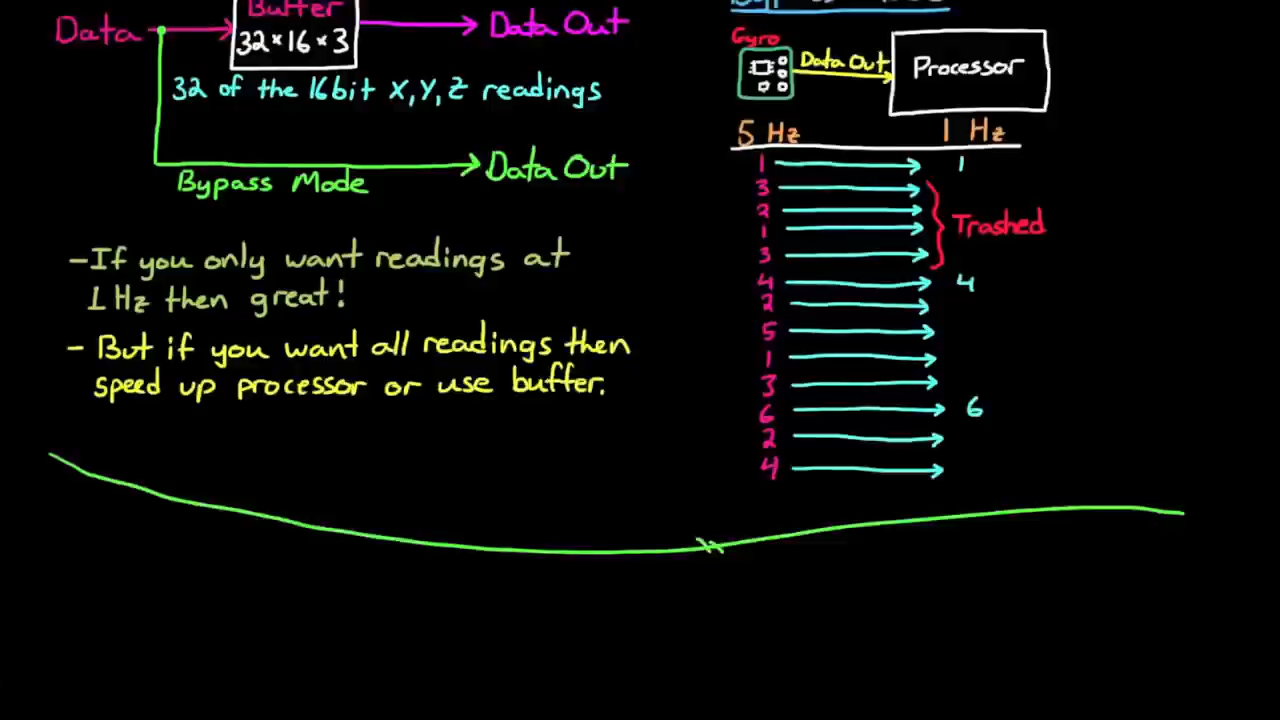 Buffer
Data
32*16*3
Data Out
32 of the 16bit X, Y, Z readings
Bypass Mode
Data Out
-If you only want readings at
1Hz then great!
- But if you want all readings then
speed up processor or use buffer.
Gyro
Data Out
Processor
5 Hz 1 Hz
1 1
3
2
1
3
Trashed
4 4
2
5
1
3
6 6
2
4